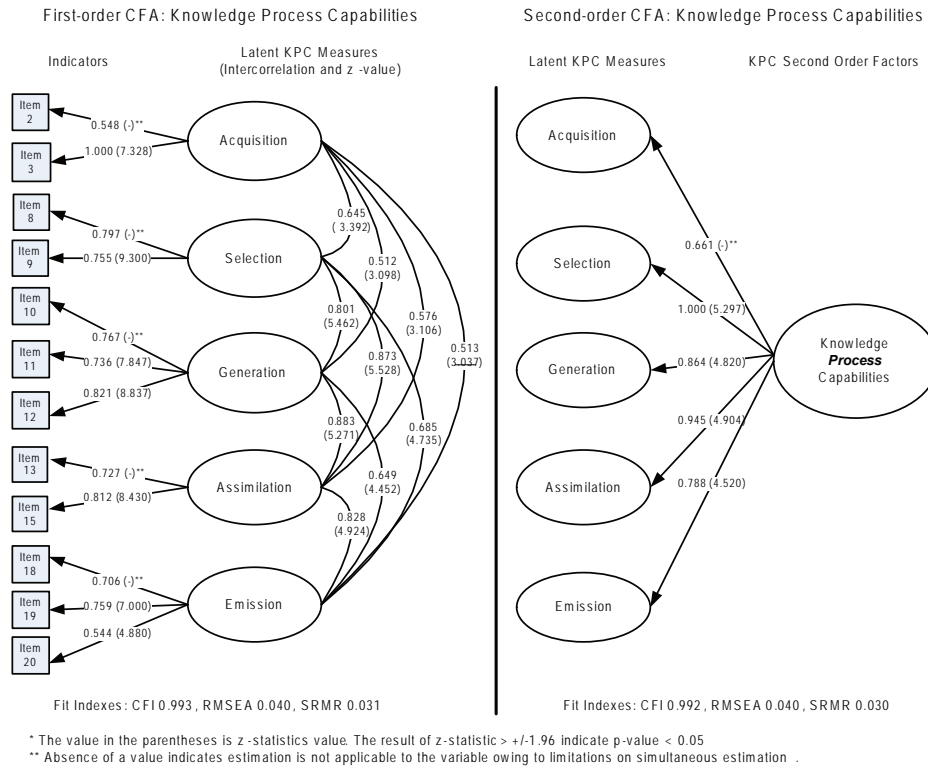 First-order CFA: Knowledge Process Capabilities
Indicators
Latent KPC Measures
(Intercorrelation and z -value)
Item
2
0.548 (-)**
Item
3
1.000 (7.328)
Acquisition
Item
8
0.797 (-)**
Item
9
0.755 (9.300)
Selection
Item
10
0.767 (-)**
Item
11
0.736 (7.847)
Item
12
0.821 (8.837)
Generation
Item
13
0.727 (-)**
Item
15
0.812 (8.430)
Assimilation
Item
18
0.706 (-)**
Item
19
0.759 (7.000)
Item
20
0.544 (4.880)
Emission
0.645
( 3.392)
0.512
(3.098)
0.576
(3.106)
0.513
(3.037)
0.801
(5.462)
0.873
(5.528)
0.685
(4.735)
0.883
(5.271)
0.649
(4.452)
0.828
(4.924)
Fit Indexes: CFI 0.993 , RMSEA 0.040, SRMR 0.031
Second-order CFA: Knowledge Process Capabilities
Latent KPC Measures
KPC Second Order Factors
Acquisition
0.661 (-)**
Selection
1.000 (5.297)
Generation
0.864 (4.820)
Assimilation
0.945 (4.904)
Emission
0.788 (4.520)
Knowledge
Process
Capabilities
Fit Indexes: CFI 0.992 , RMSEA 0.040, SRMR 0.030
* The value in the parentheses is z -statistics value. The result of z-statistic > +/-1.96 indicate p-value < 0.05
** Absence of a value indicates estimation is not applicable to the variable owing to limitations on simultaneous estimation .